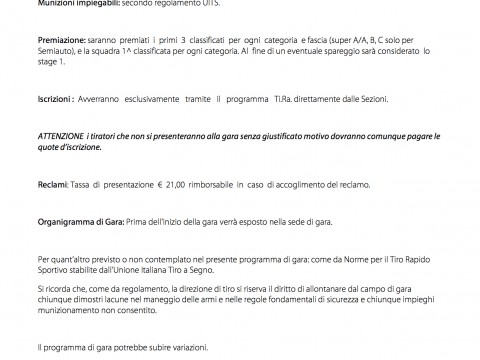 Munizioni impiegabili: secondo regolamento UITS.
Premiazione: saranno premiati i primi 3 classificati per ogni categoria e fascia (super A/A, B, C solo per
Semiauto), e la squadra 1^ classificata per ogni categoria. Al fine di un eventuale spareggio sarà considerato lo
stage 1.
Iscrizioni : Avverranno esclusivamente tramite il programma Ti.Ra. direttamente dalle Sezioni.
ATTENZIONE i tiratori che non si presenteranno alla gara senza giustificato motivo dovranno comunque pagare le
quote d'iscrizione.
Reclami: Tassa di presentazione € 21,00 rimborsabile in caso di accoglimento del reclamo.
Organigramma di Gara: Prima dell'inizio della gara verrà esposto nella sede di gara.
Per quant'altro previsto o non contemplato nel presente programma di gara: come da Norme per il Tiro Rapido
Sportivo stabilite dall'Unione Italiana Tiro a Segno.
Si ricorda che, come da regolamento, la direzione di tiro si riserva il diritto di allontanare dal campo di gara
chiunque dimostri lacune nel maneggio delle armi e nelle regole fondamentali di sicurezza e chiunque impieghi
munizionamento non consentito.
Il programma di gara potrebbe subire variazioni.